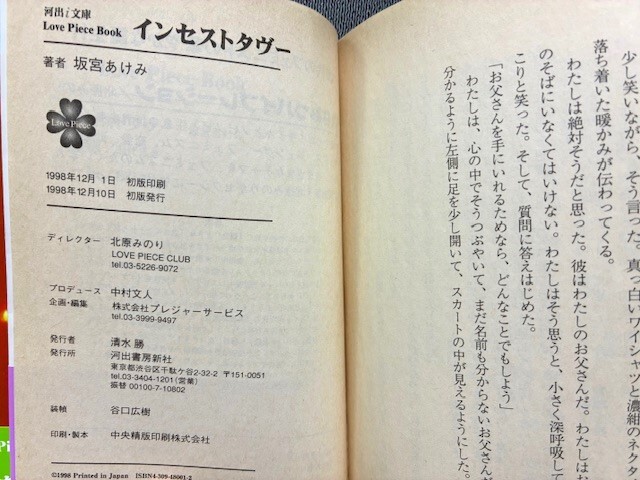 河出i文庫
Love Piece Book インセストタヴー
著者 坂宮あけみ
Love Piece
1998年12月 1日 初版印刷
1998年12月10日 初版発行
ディレクター 北原みのり
LOVE PIECE CLUB
tel.03-5226-9072
プロデュース 中村文人
企画・編集 株式会社プレジャーサービス
tel.03-3999-9497
発行者 清水 勝
発行所 河出書房新社
東京都渋谷区千駄ケ谷2-32-2 〒151-0051
tel.03-3404-1201(営業)
振替 00100-7-10802
装幀 谷口広樹
印刷・製本 中央精版印刷株式会社
©1998 Printed in Japan ISBN4-309-48001-2
少し笑いながら、そう言った。真っ白いワイシャツと濃紺のネクタ
落ち着いた暖かみが伝わってくる。
わたしは絶対そうだと思った。彼はわたしのお父さんだ。わたしはお
のそばにいなくてはいけない。わたしはそう思うと、小さく深呼吸して
こりと笑った。そして、質問に答えはじめた。
「お父さんを手にいれるためなら、どんなことでもしよう」
わたしは、心の中でそうつぶやいて、まだ名前も分からないお父さんだ
分かるように左側に足を少し開いて、スカートの中が見えるようにした。